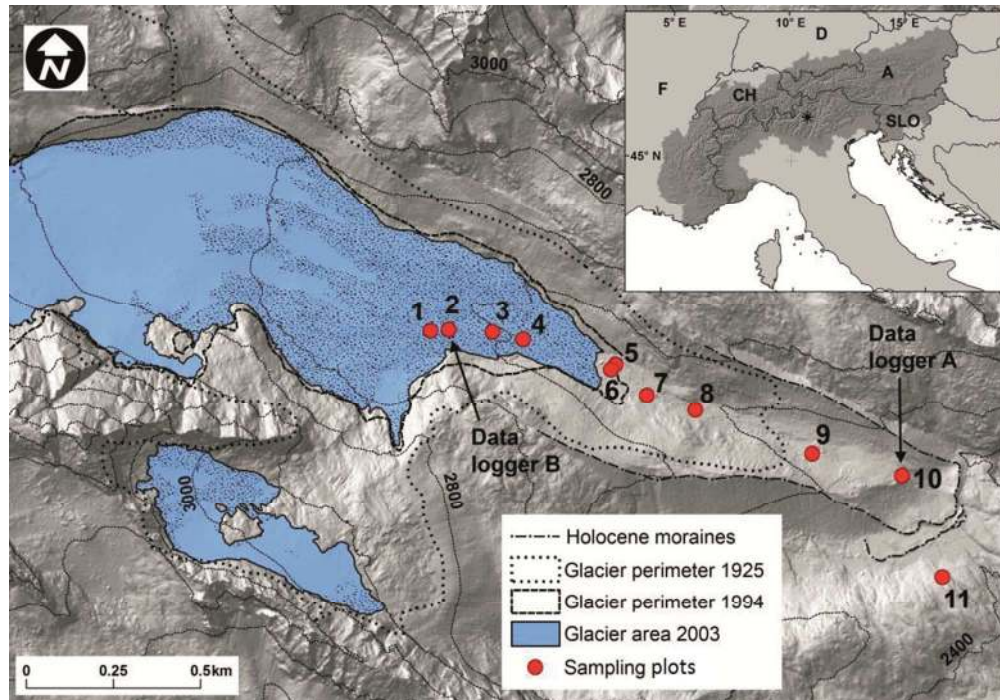 N
3000
2800
1
2
3
4
5
6
7
8
9
10
11
Data
logger A
Data
logger B
3000
2800
2400
5° E
10° E
15° E
D
F
CH
A
SLO
45° N
Holocene moraines
Glacier perimeter 1925
Glacier perimeter 1994
Glacier area 2003
Sampling plots
0
0.5km